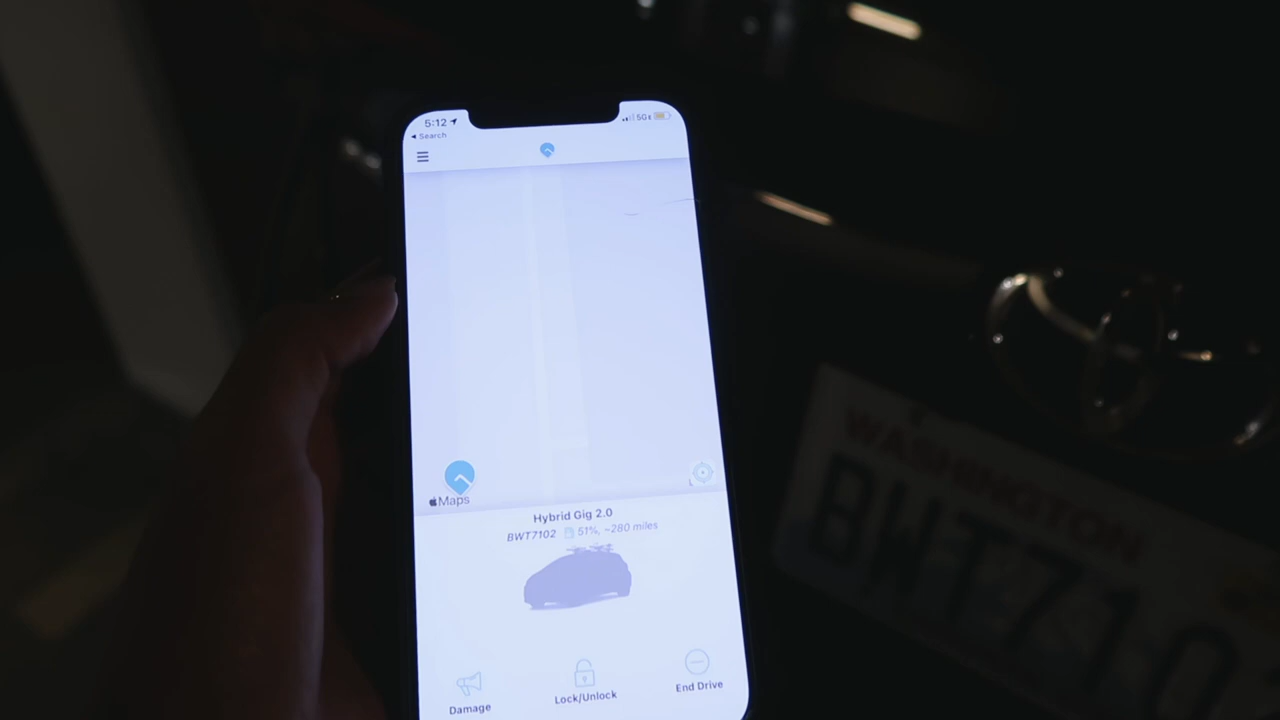 5:12
5G
Search
Maps
Hybrid Gig 2.0
BWT7102 51%, ~280 miles
Damage
Lock/Unlock
End Drive
WASHINGTON
BWT710